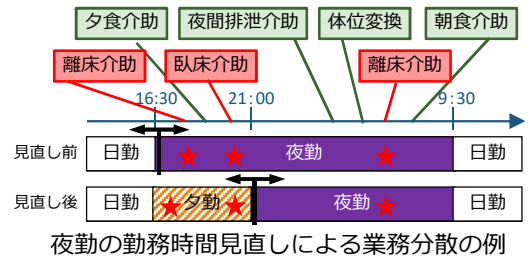 夕食介助 夜間排泄介助 体位変換 朝食介助
離床介助 臥床介助 離床介助
16:30 21:00 9:30
見直し前 日勤 夜勤 日勤
見直し後 日勤 夕勤 夜勤 日勤
夜勤の勤務時間見直しによる業務分散の例